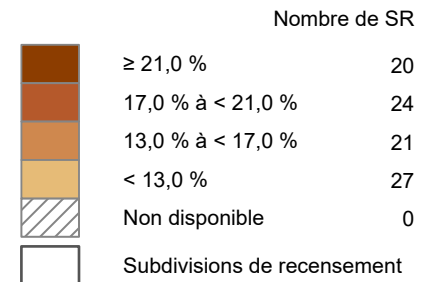 Nombre de SR
≥ 21,0 % 20
17,0 % à < 21,0 % 24
13,0 % à < 17,0 % 21
< 13,0 % 27
Non disponible 0
Subdivisions de recensement